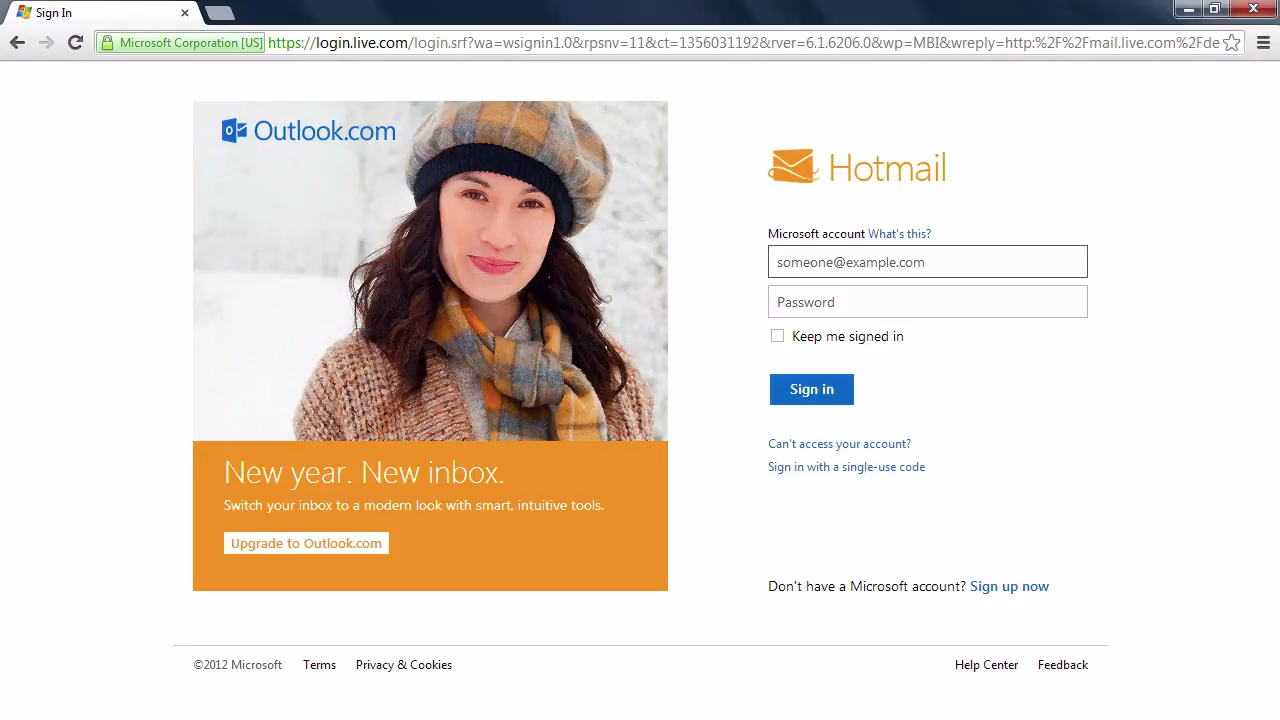 Sign In
Microsoft Corporation [US] https://login.live.com/login.srf?wa=wsignin1.0&rpsnv=11&ct=1356031192&rver=6.1.6206.0&wp=MBI&wreply=http:%2F%2Fmail.live.com%2Fde
Outlook.com
New year. New inbox.
Switch your inbox to a modern look with smart, intuitive tools.
Upgrade to Outlook.com
Hotmail
Microsoft account What's this?
someone@example.com
Password
Keep me signed in
Sign in
Can't access your account?
Sign in with a single-use code
Don't have a Microsoft account? Sign up now
©2012 Microsoft Terms Privacy & Cookies Help Center Feedback